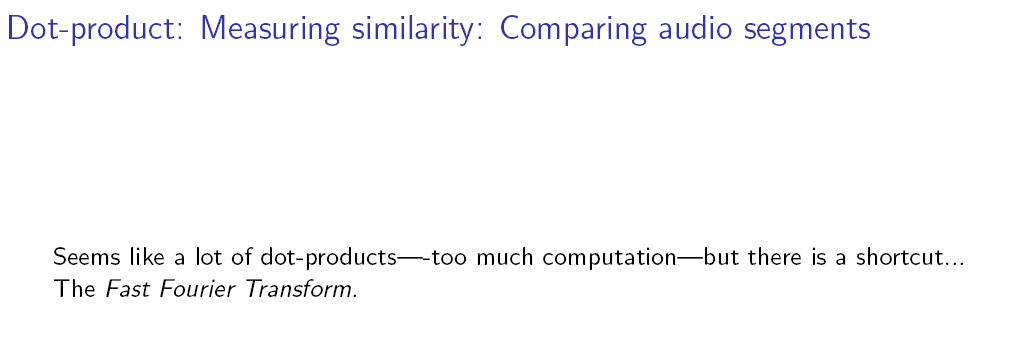 Dot-product: Measuring similarity: Comparing audio segments
Seems like a lot of dot-products—-too much computation—but there is a shortcut...
The Fast Fourier Transform.